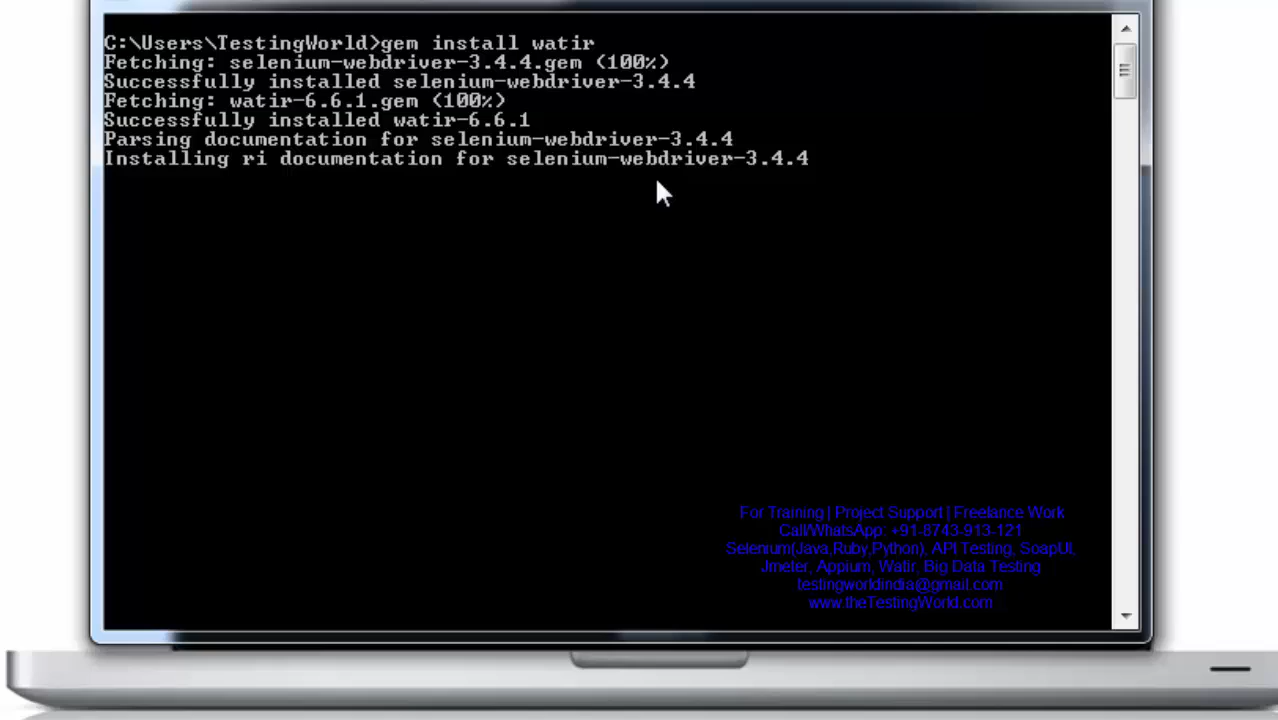 C:\Users\TestingWorld>gem install watir
Fetching: selenium-webdriver-3.4.4.gem (100%)
Successfully installed selenium-webdriver-3.4.4
Fetching: watir-6.6.1.gem (100%)
Successfully installed watir-6.6.1
Parsing documentation for selenium-webdriver-3.4.4
Installing ri documentation for selenium-webdriver-3.4.4
For Training | Project Support | Freelance Work
Call/WhatsApp: +91-8743-913-121
Selenium(Java,Ruby,Python), API Testing, SoapUI,
Jmeter, Appium, Watir, Big Data Testing
testingworldindia@gmail.com
www.theTestingWorld.com